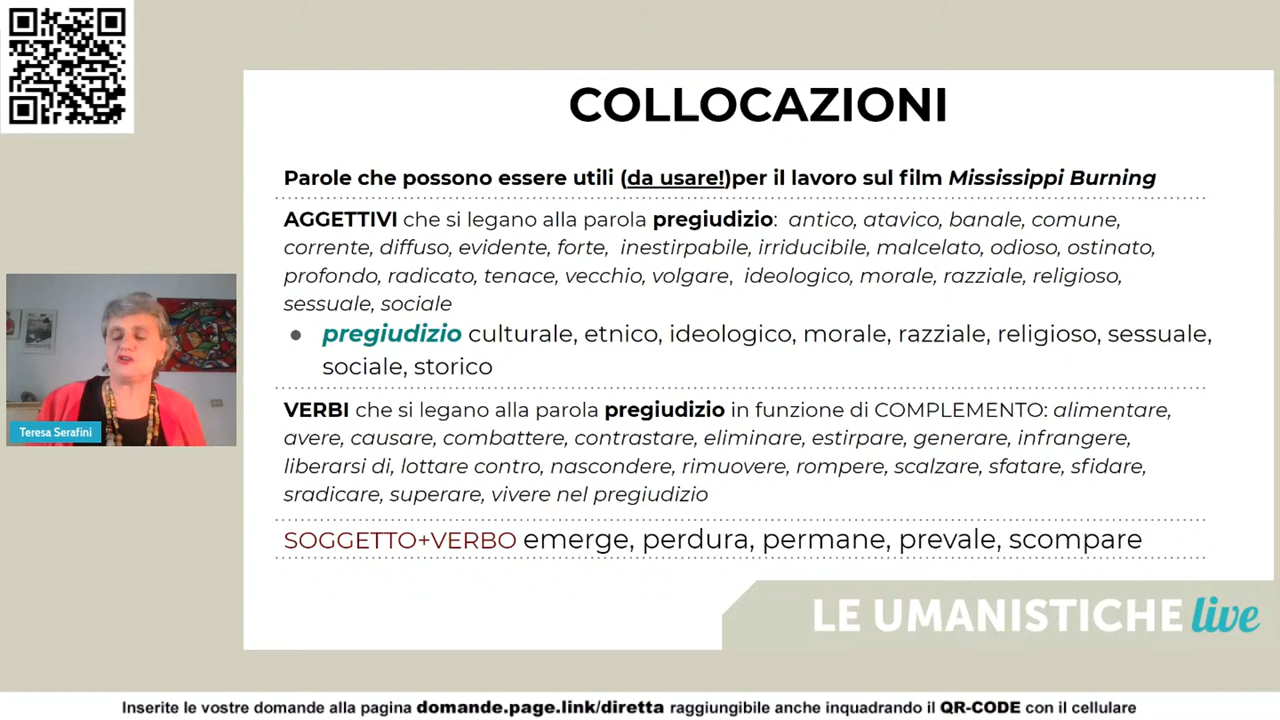 COLLOCAZIONI
Parole che possono essere utili (da usare!)per il lavoro sul film Mississippi Burning
AGGETTIVI che si legano alla parola pregiudizio: antico, atavico, banale, comune,
corrente, diffuso, evidente, forte, inestirpabile, irriducibile, malcelato, odioso, ostinato,
profondo, radicato, tenace, vecchio, volgare, ideologico, morale, razziale, religioso,
sessuale, sociale
● pregiudizio culturale, etnico, ideologico, morale, razziale, religioso, sessuale,
sociale, storico
VERBI che si legano alla parola pregiudizio in funzione di COMPLEMENTO: alimentare,
avere, causare, combattere, contrastare, eliminare, estirpare, generare, infrangere,
liberarsi di, lottare contro, nascondere, rimuovere, rompere, scalzare, sfatare, sfidare,
sradicare, superare, vivere nel pregiudizio
SOGGETTO+VERBO emerge, perdura, permane, prevale, scompare
Teresa Serafini
LE UMANISTICHE live
Inserite le vostre domande alla pagina domande.page.link/diretta raggiungibile anche inquadrando il QR-CODE con il cellulare